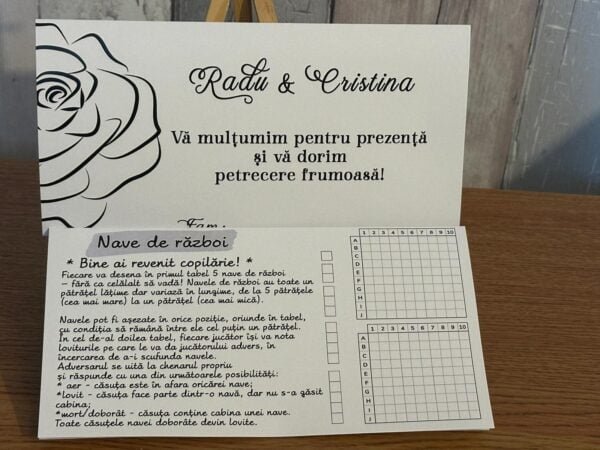 Radu & Cristina
Vă mulțumim pentru prezență
și vă dorim
petrecere frumoasă!
Fam.
Nave de război
* Bine ai revenit copilărie! *
Fiecare va desena în primul tabel 5 nave de război
– fără ca celălalt să vadă! Navele de război au toate un
pătrățel lățime dar variază în lungime, de la 5 pătrățele
(cea mai mare) la un pătrățel (cea mai mică).
Navele pot fi așezate în orice poziție, oriunde în tabel,
cu condiția să rămână între ele cel puțin un pătrățel.
În cel de-al doilea tabel, fiecare jucător își va nota
loviturile pe care le va da jucătorului advers, în
încercarea de a-i scufunda navele.
Adversarul se uită la chenarul propriu
și răspunde cu una din următoarele posibilități:
* aer - căsuța este în afara oricărei nave;
*lovit - căsuța face parte dintr-o navă, dar nu s-a găsit
cabina;
*mort/doborât - căsuța conține cabina unei nave.
Toate căsuțele navei doborâte devin lovite.
1 2 3 4 5 6 7 8 9 10
A
B
C
D
E
F
G
H
I
J
1 2 3 4 5 6 7 8 9 10
A
B
C
D
E
F
G
H
I
J